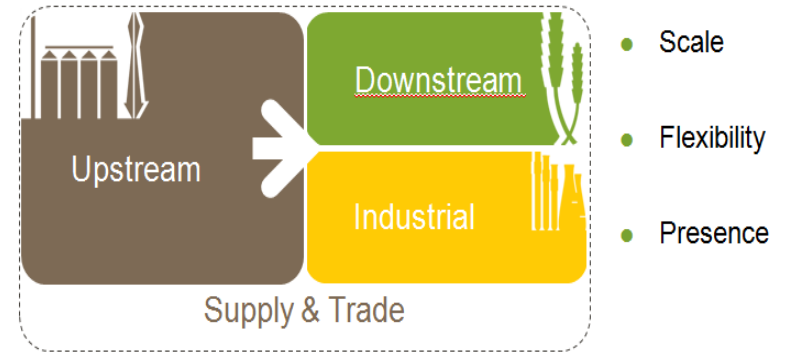 Upstream
Downstream
Industrial
Supply & Trade
Scale
Flexibility
Presence